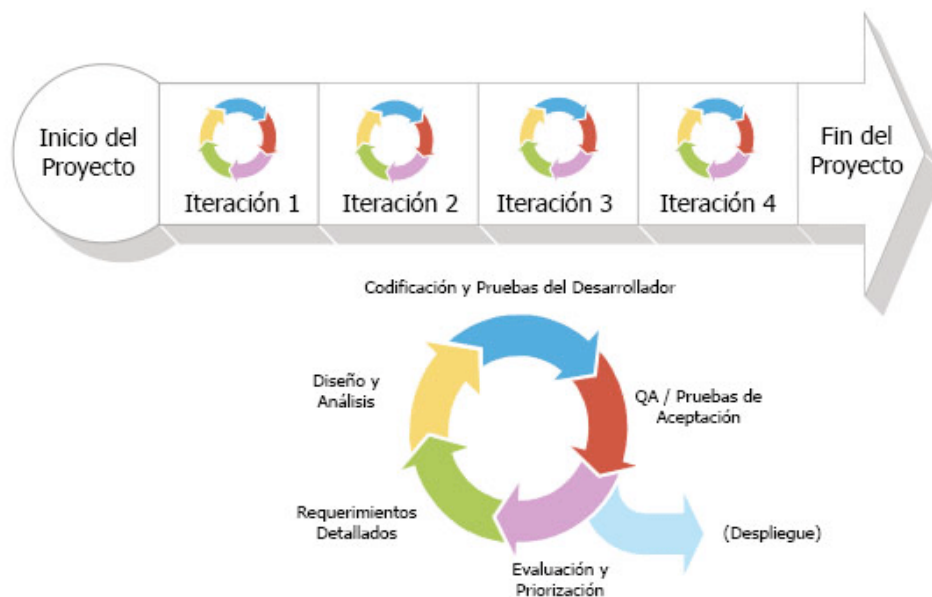 Inicio del
Proyecto
Iteración 1
Iteración 2
Iteración 3
Iteración 4
Fin del
Proyecto
Codificación y Pruebas del Desarrollador
Diseño y
Análisis
QA / Pruebas de
Aceptación
Requerimientos
Detallados
(Despliegue)
Evaluación y
Priorización